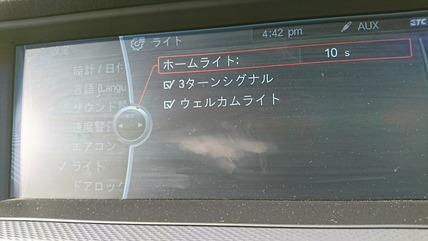 ライト
4:42 pm
AUX
ETC
設定
時計 / 日付
言語 (Langu
サウンド
速度警告
エアコン
✓ ライト
ドアロック
ホームライト: 10 s
☑ 3ターンシグナル
☑ ウェルカムライト